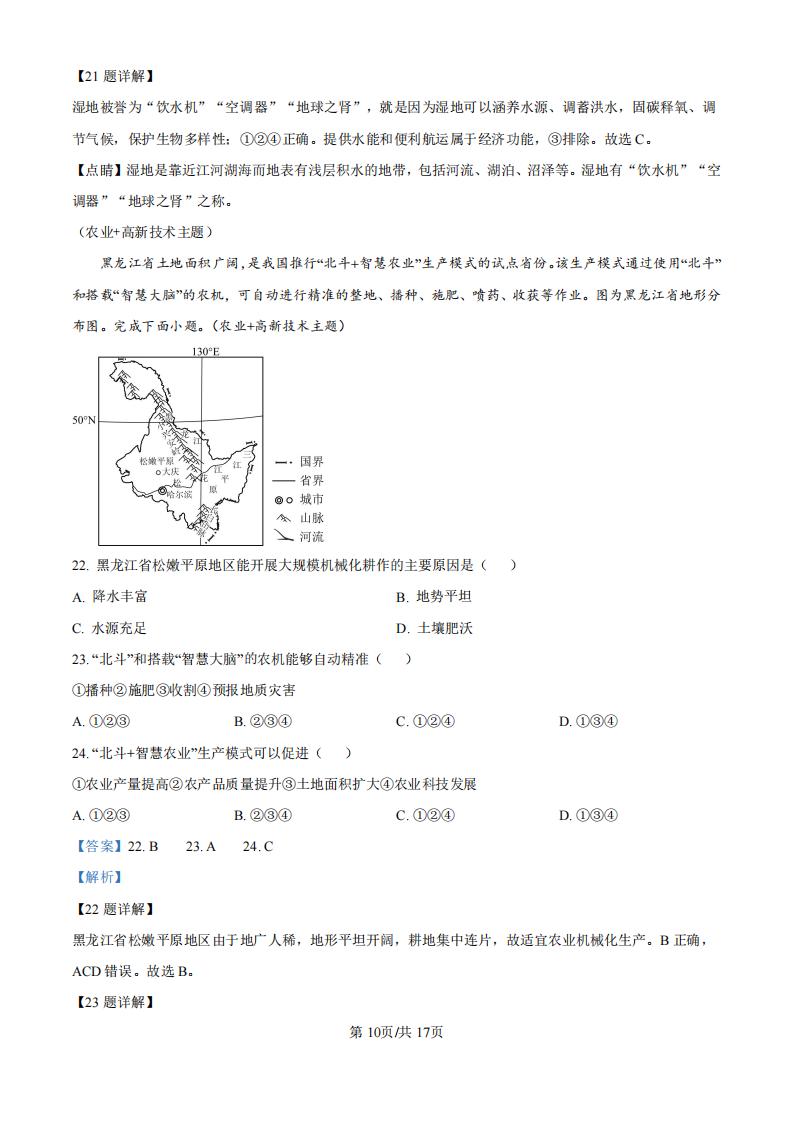 【21 题详解】
湿地被誉为“饮水机”“空调器”“地球之肾”，就是因为湿地可以涵养水源、调蓄洪水，固碳释氧、调
节气候，保护生物多样性；①②④正确。提供水能和便利航运属于经济功能，③排除。故选 C。
【点睛】湿地是靠近江河湖海而地表有浅层积水的地带，包括河流、湖泊、沼泽等。湿地有“饮水机”“空
调器”“地球之肾”之称。
（农业+高新技术主题）
黑龙江省土地面积广阔，是我国推行“北斗+智慧农业”生产模式的试点省份。该生产模式通过使用“北斗”
和搭载“智慧大脑”的农机，可自动进行精准的整地、播种、施肥、喷药、收获等作业。图为黑龙江省地形分
布图。完成下面小题。（农业+高新技术主题）
130°E
50°N
黑
龙
江
小
兴
安
岭
三
江
平
原
松嫩平原
大庆
松
花
江
哈尔滨
国界
省界
城市
山脉
河流
22. 黑龙江省松嫩平原地区能开展大规模机械化耕作的主要原因是（ ）
A. 降水丰富 B. 地势平坦
C. 水源充足 D. 土壤肥沃
23. “北斗”和搭载“智慧大脑”的农机能够自动精准（ ）
①播种②施肥③收割④预报地质灾害
A. ①②③ B. ②③④ C. ①②④ D. ①③④
24. “北斗+智慧农业”生产模式可以促进（ ）
①农业产量提高②农产品质量提升③土地面积扩大④农业科技发展
A. ①②③ B. ②③④ C. ①②④ D. ①③④
【答案】22. B 23. A 24. C
【解析】
【22 题详解】
黑龙江省松嫩平原地区由于地广人稀，地形平坦开阔，耕地集中连片，故适宜农业机械化生产。B 正确，
ACD 错误。故选 B。
【23 题详解】
第 10页/共 17页